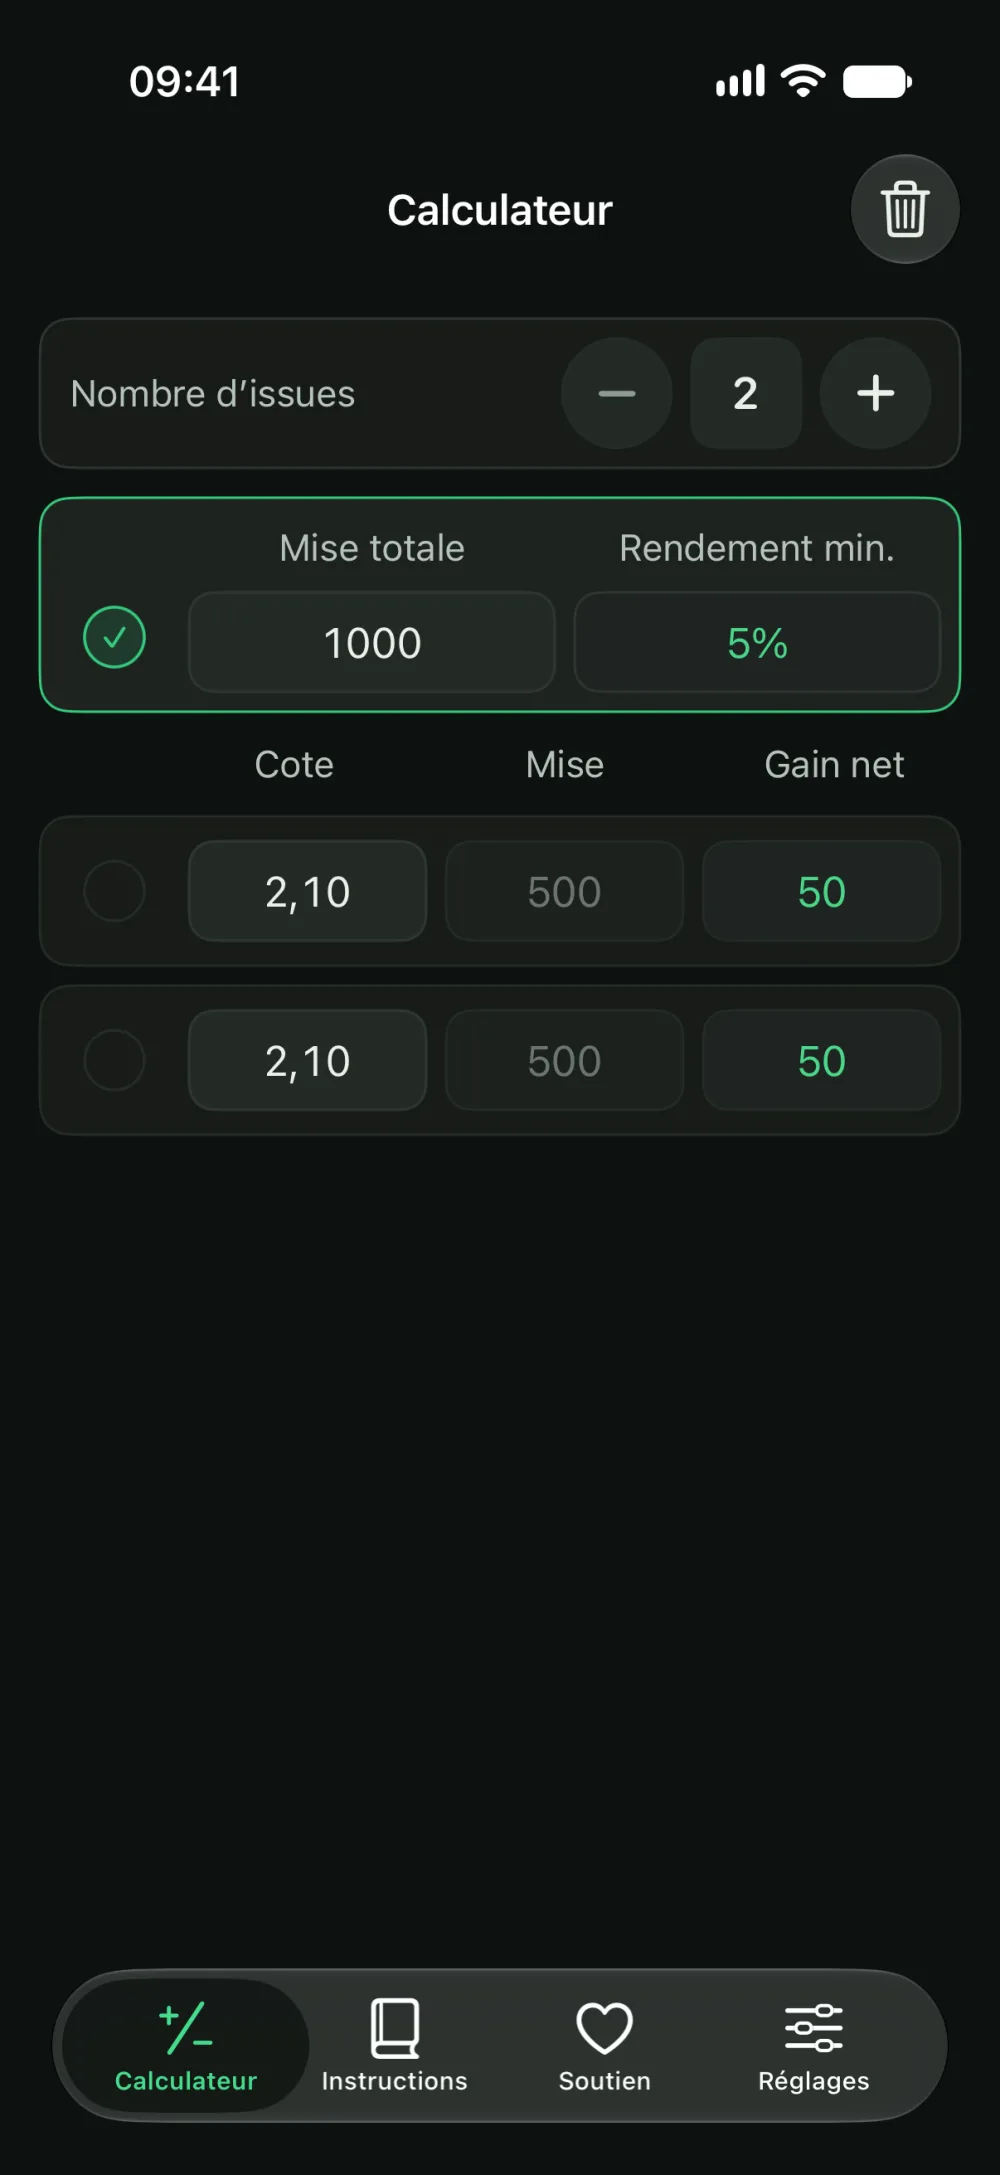 09:41
Calculateur
Nombre d’issues
2
Mise totale Rendement min.
1000 5%
Cote Mise Gain net
2,10 500 50
2,10 500 50
Calculateur Instructions Soutien Réglages